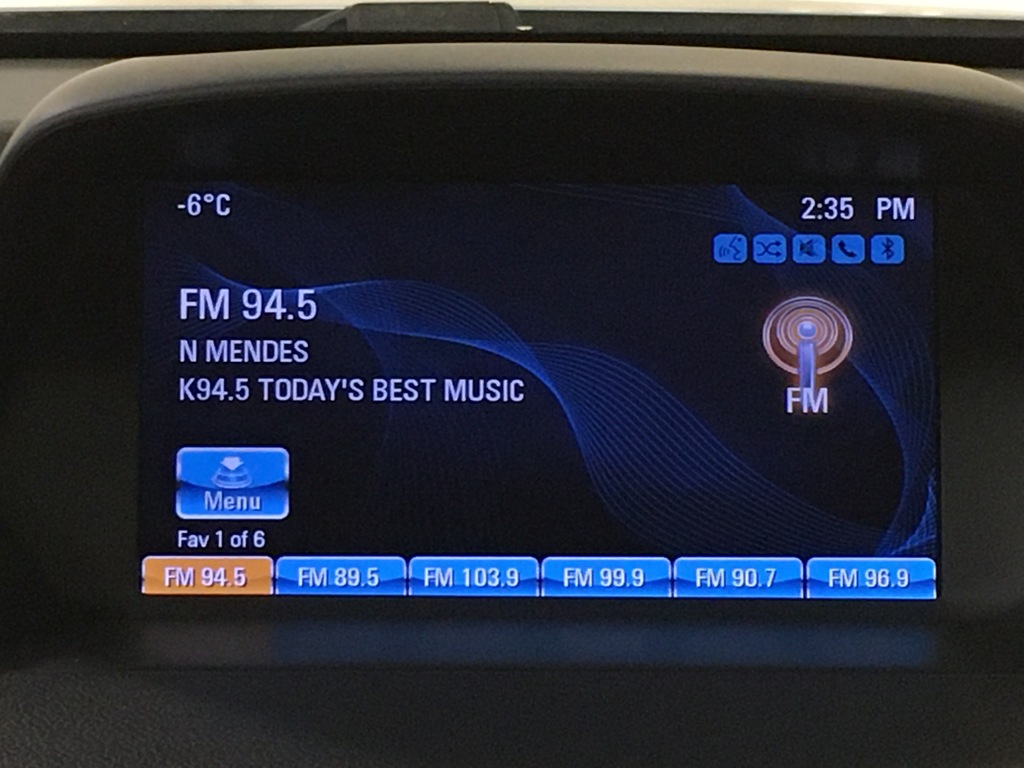 -6°C
2:35 PM
FM 94.5
N MENDES
K94.5 TODAY'S BEST MUSIC
FM
Menu
Fav 1 of 6
FM 94.5 FM 89.5 FM 103.9 FM 99.9 FM 90.7 FM 96.9